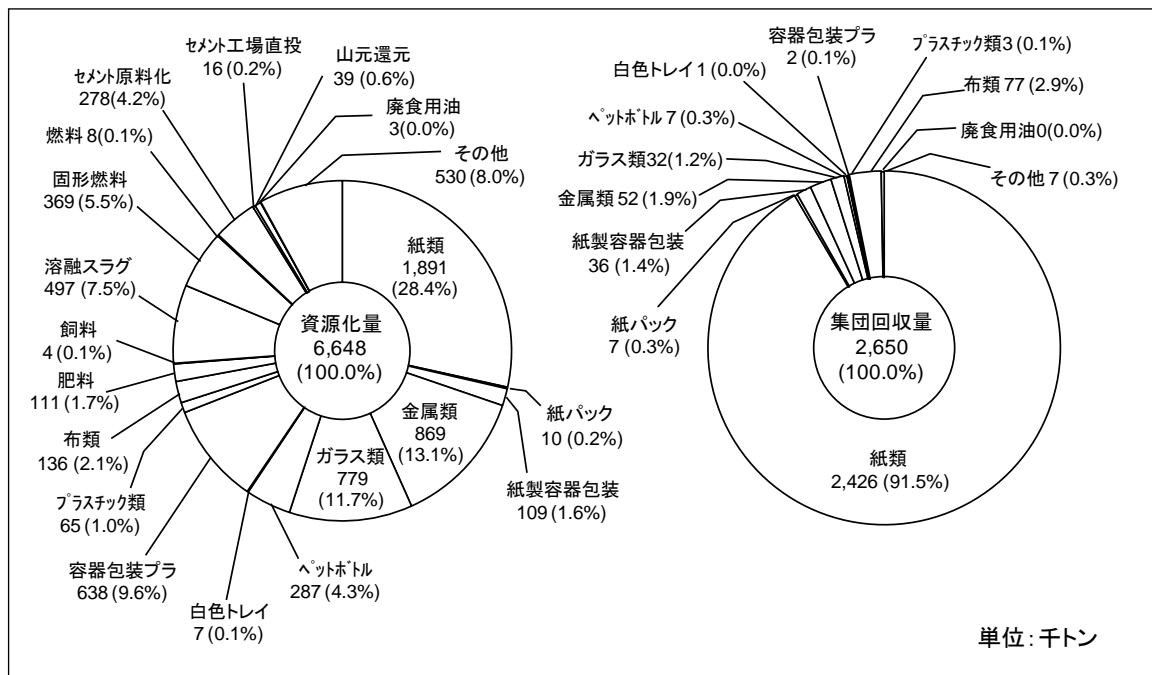 セメント工場直投
16 (0.2%)
山元還元
39 (0.6%)
廃食用油
3(0.0%)
その他
530 (8.0%)
紙類
1,891
(28.4%)
紙パック
10 (0.2%)
紙製容器包装
109 (1.6%)
金属類
869
(13.1%)
ガラス類
779
(11.7%)
ペットボトル
287 (4.3%)
白色トレイ
7 (0.1%)
容器包装プラ
638 (9.6%)
プラスチック類
65 (1.0%)
布類
136 (2.1%)
肥料
111 (1.7%)
飼料
4 (0.1%)
溶融スラグ
497 (7.5%)
固形燃料
369 (5.5%)
燃料 8(0.1%)
セメント原料化
278(4.2%)
資源化量
6,648
(100.0%)
容器包装プラ
2 (0.1%)
プラスチック類3 (0.1%)
白色トレイ 1 (0.0%)
布類 77 (2.9%)
ペットボトル 7 (0.3%)
廃食用油0(0.0%)
ガラス類32(1.2%)
その他 7 (0.3%)
金属類 52 (1.9%)
紙製容器包装
36 (1.4%)
紙パック
7 (0.3%)
集団回収量
2,650
(100.0%)
紙類
2,426 (91.5%)
単位：千トン